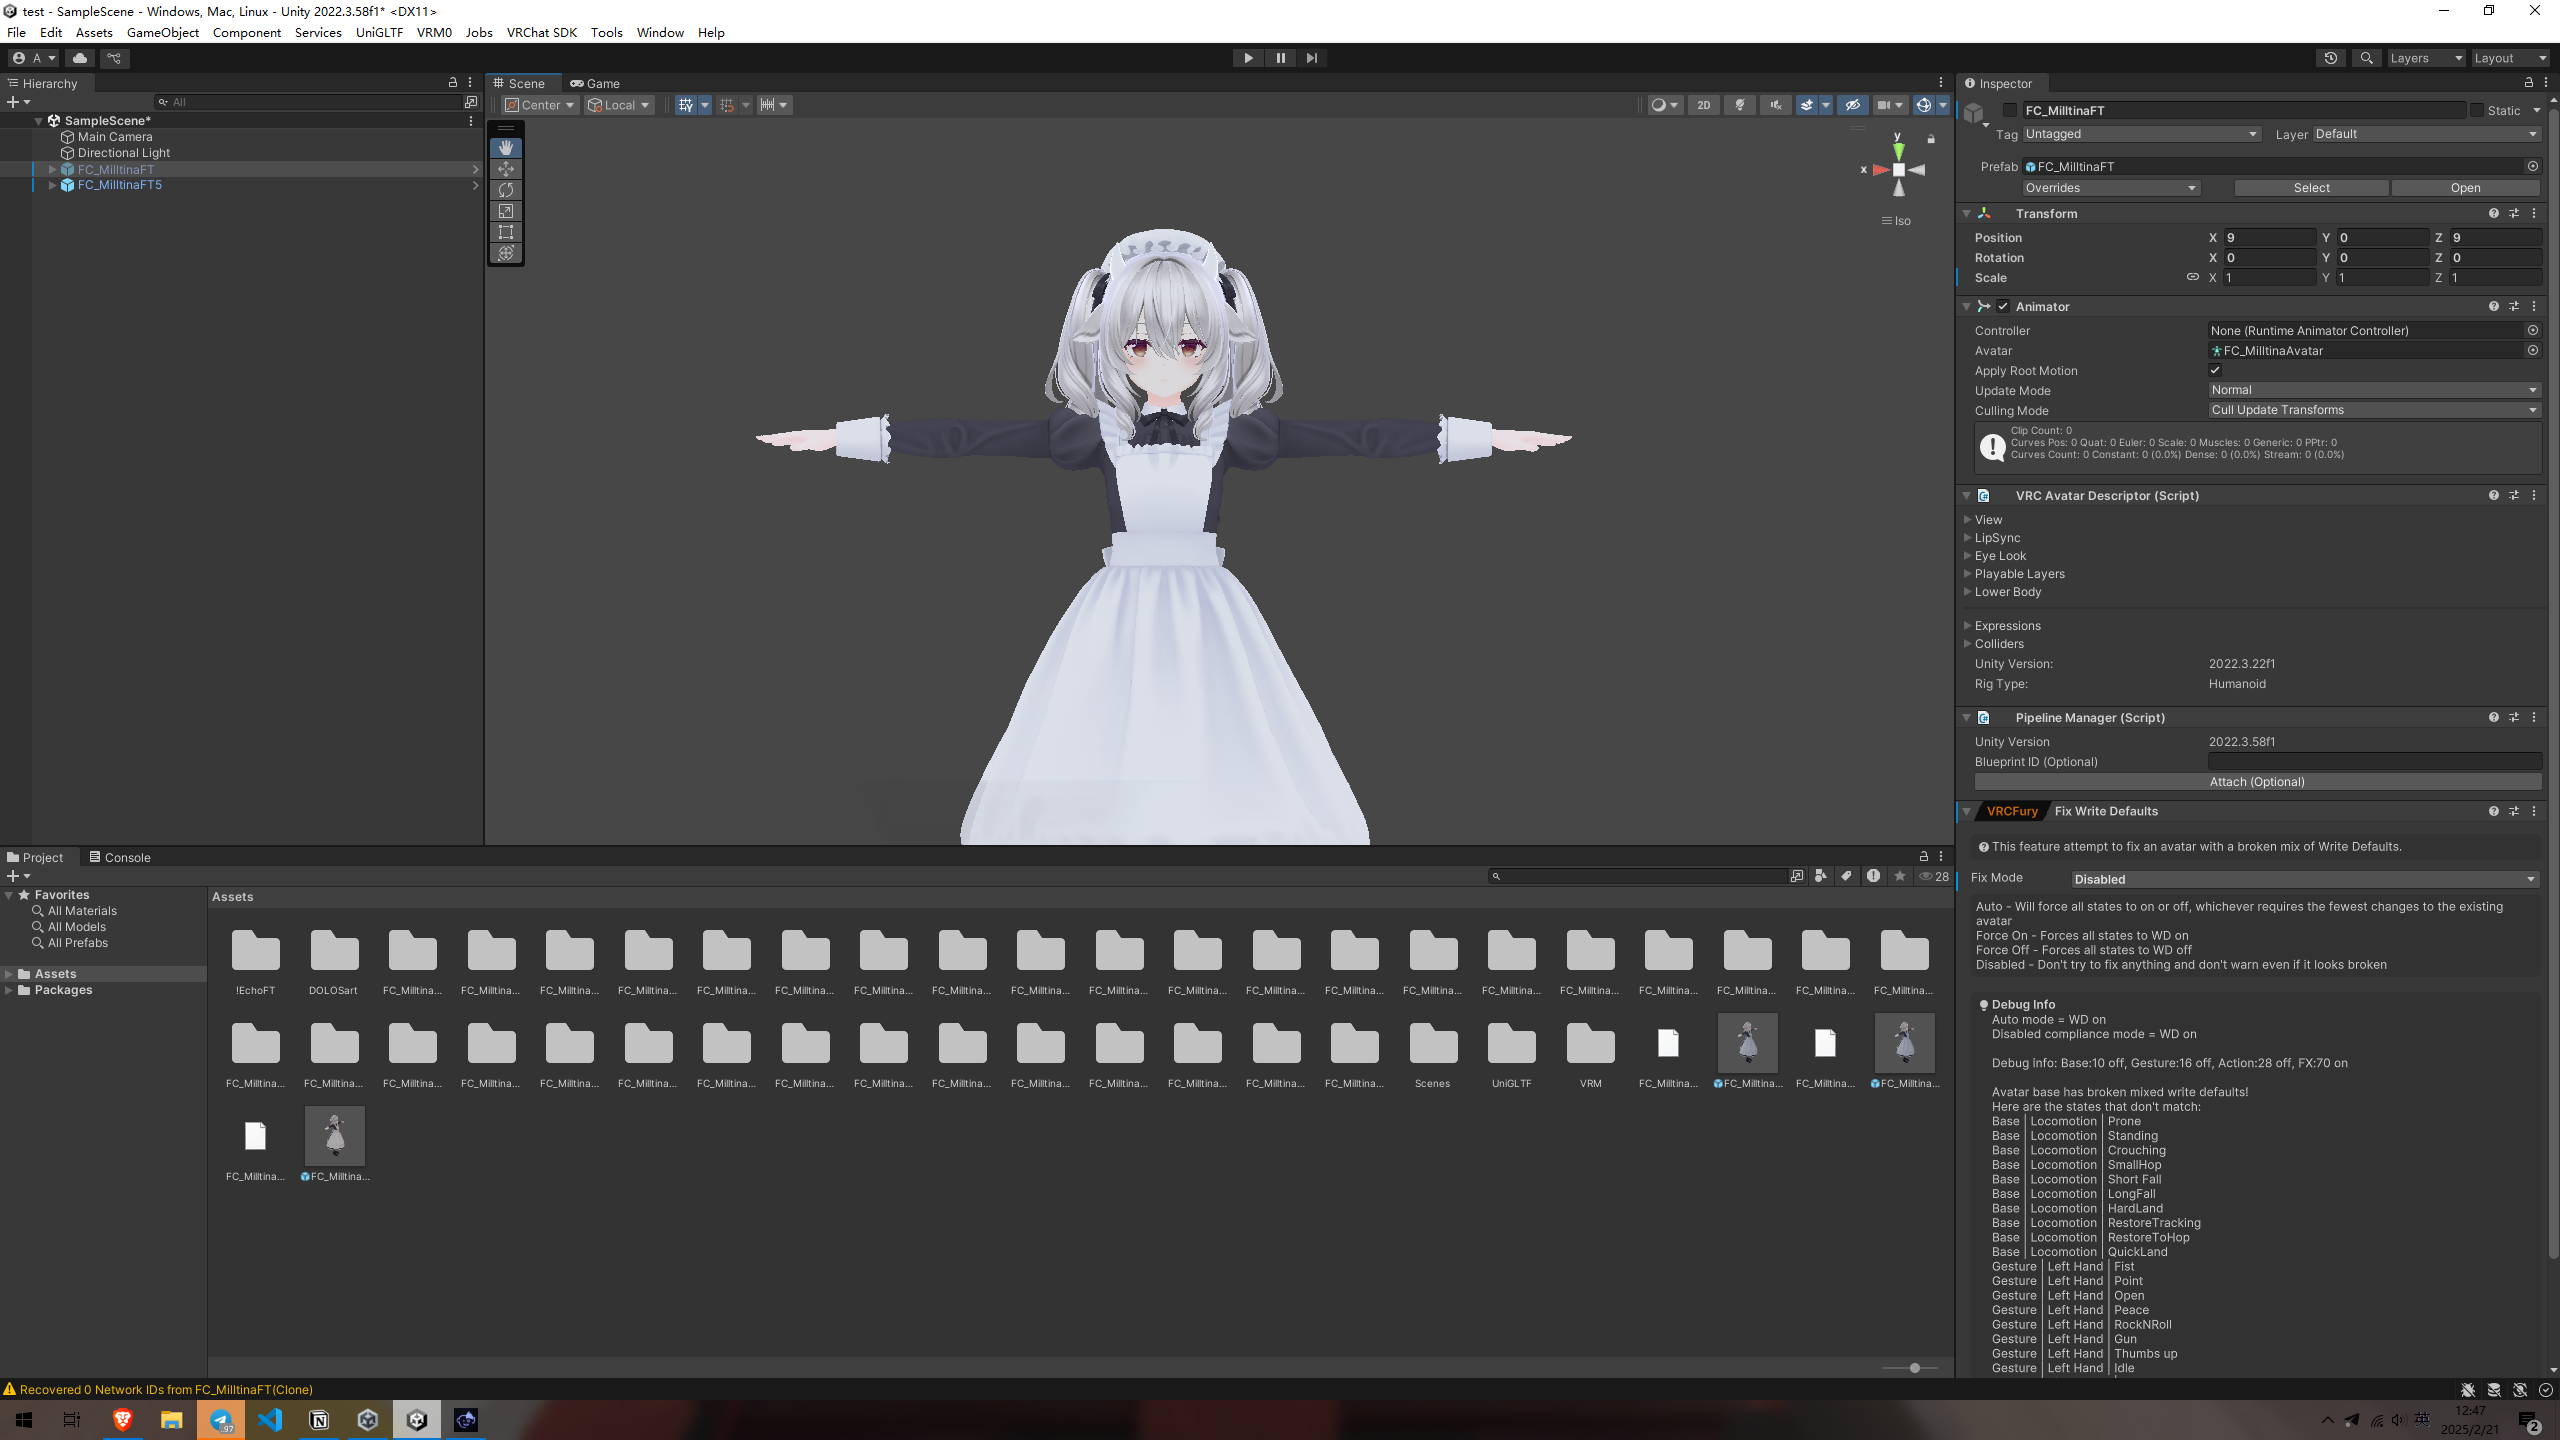 test - SampleScene - Windows, Mac, Linux - Unity 2022.3.58f1* <DX11>
File Edit Assets GameObject Component Services UniGLTF VRM0 Jobs VRChat SDK Tools Window Help
A
Layers Layout
Hierarchy
All
SampleScene*
Main Camera
Directional Light
FC_MilltinaFT
FC_MilltinaFT5
Scene Game
Center Local 2D
y
x
Iso
Inspector
FC_MilltinaFT Static
Tag Untagged Layer Default
Prefab FC_MilltinaFT
Overrides Select Open
Transform
Position X 9 Y 0 Z 9
Rotation X 0 Y 0 Z 0
Scale X 1 Y 1 Z 1
Animator
Controller None (Runtime Animator Controller)
Avatar FC_MilltinaAvatar
Apply Root Motion
Update Mode Normal
Culling Mode Cull Update Transforms
Clip Count: 0
Curves Pos: 0 Quat: 0 Euler: 0 Scale: 0 Muscles: 0 Generic: 0 PPtr: 0
Curves Count: 0 Constant: 0 (0.0%) Dense: 0 (0.0%) Stream: 0 (0.0%)
VRC Avatar Descriptor (Script)
View
LipSync
Eye Look
Playable Layers
Lower Body
Expressions
Colliders
Unity Version: 2022.3.22f1
Rig Type: Humanoid
Pipeline Manager (Script)
Unity Version 2022.3.58f1
Blueprint ID (Optional)
Attach (Optional)
VRCFury Fix Write Defaults
This feature attempt to fix an avatar with a broken mix of Write Defaults.
Fix Mode Disabled
Auto - Will force all states to on or off, whichever requires the fewest changes to the existing
avatar
Force On - Forces all states to WD on
Force Off - Forces all states to WD off
Disabled - Don't try to fix anything and don't warn even if it looks broken
Debug Info
Auto mode = WD on
Disabled compliance mode = WD on
Debug info: Base:10 off, Gesture:16 off, Action:28 off, FX:70 on
Avatar base has broken mixed write defaults!
Here are the states that don't match:
Base | Locomotion | Prone
Base | Locomotion | Standing
Base | Locomotion | Crouching
Base | Locomotion | SmallHop
Base | Locomotion | Short Fall
Base | Locomotion | LongFall
Base | Locomotion | HardLand
Base | Locomotion | RestoreTracking
Base | Locomotion | RestoreToHop
Base | Locomotion | QuickLand
Gesture | Left Hand | Fist
Gesture | Left Hand | Point
Gesture | Left Hand | Open
Gesture | Left Hand | Peace
Gesture | Left Hand | RockNRoll
Gesture | Left Hand | Gun
Gesture | Left Hand | Thumbs up
Gesture | Left Hand | Idle
Project Console
28
Favorites
All Materials
All Models
All Prefabs
Assets
Packages
Assets
!EchoFT DOLOSart FC_Milltina... FC_Milltina... FC_Milltina... FC_Milltina... FC_Milltina... FC_Milltina... FC_Milltina... FC_Milltina... FC_Milltina... FC_Milltina... FC_Milltina... FC_Milltina... FC_Milltina... FC_Milltina... FC_Milltina... FC_Milltina... FC_Milltina... FC_Milltina... FC_Milltina... FC_Milltina...
FC_Milltina... FC_Milltina... FC_Milltina... FC_Milltina... FC_Milltina... FC_Milltina... FC_Milltina... FC_Milltina... FC_Milltina... FC_Milltina... FC_Milltina... FC_Milltina... FC_Milltina... FC_Milltina... FC_Milltina... Scenes UniGLTF VRM FC_Milltina... FC_Milltina... FC_Milltina... FC_Milltina...
FC_Milltina... FC_Milltina...
Recovered 0 Network IDs from FC_MilltinaFT(Clone)
97
英
12:47
2025/2/21
2